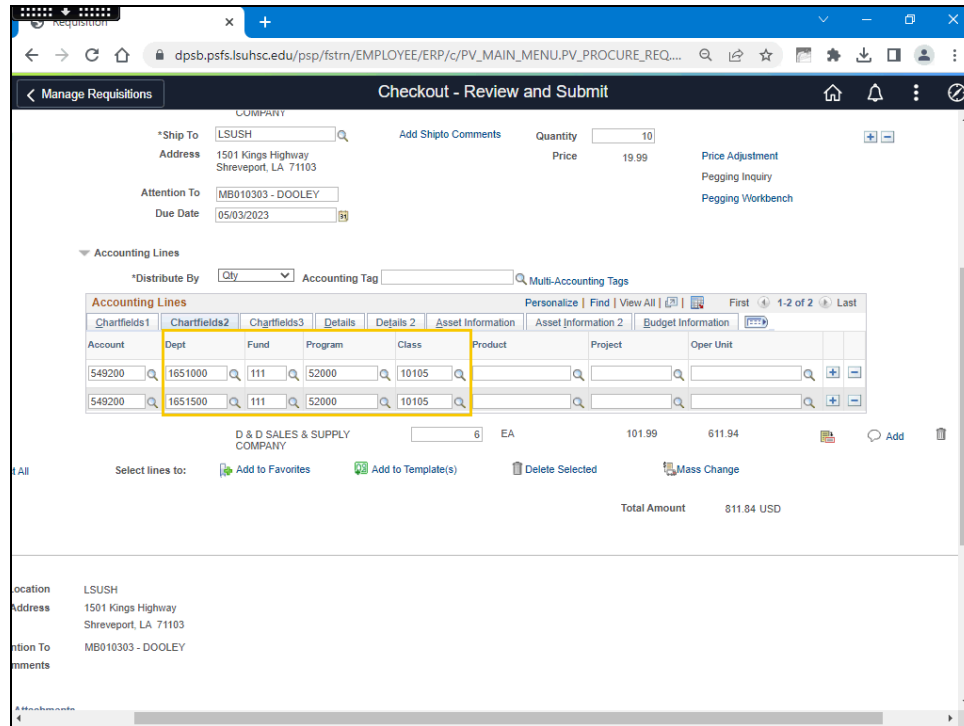 Requisition
dpsb.psfs.lsuhsc.edu/psp/fstrn/EMPLOYEE/ERP/c/PV_MAIN_MENU.PV_PROCURE_REQ....
Manage Requisitions
Checkout - Review and Submit
COMPANY
*Ship To LSUSH Add Shipto Comments Quantity 10
Address 1501 Kings Highway Price 19.99 Price Adjustment
Shreveport, LA 71103 Pegging Inquiry
Attention To MB010303 - DOOLEY Pegging Workbench
Due Date 05/03/2023 31
Accounting Lines
*Distribute By Qty Accounting Tag Multi-Accounting Tags
Accounting Lines Personalize | Find | View All | First 1-2 of 2 Last
Chartfields1 Chartfields2 Chartfields3 Details Details 2 Asset Information Asset Information 2 Budget Information
Account Dept Fund Program Class Product Project Oper Unit
549200 1651000 111 52000 10105
549200 1651500 111 52000 10105
D & D SALES & SUPPLY 6 EA 101.99 611.94 Add
COMPANY
t All Select lines to: Add to Favorites Add to Template(s) Delete Selected Mass Change
Total Amount 811.84 USD
ocation LSUSH
Address 1501 Kings Highway
Shreveport, LA 71103
ntion To MB010303 - DOOLEY
mments
Attachments